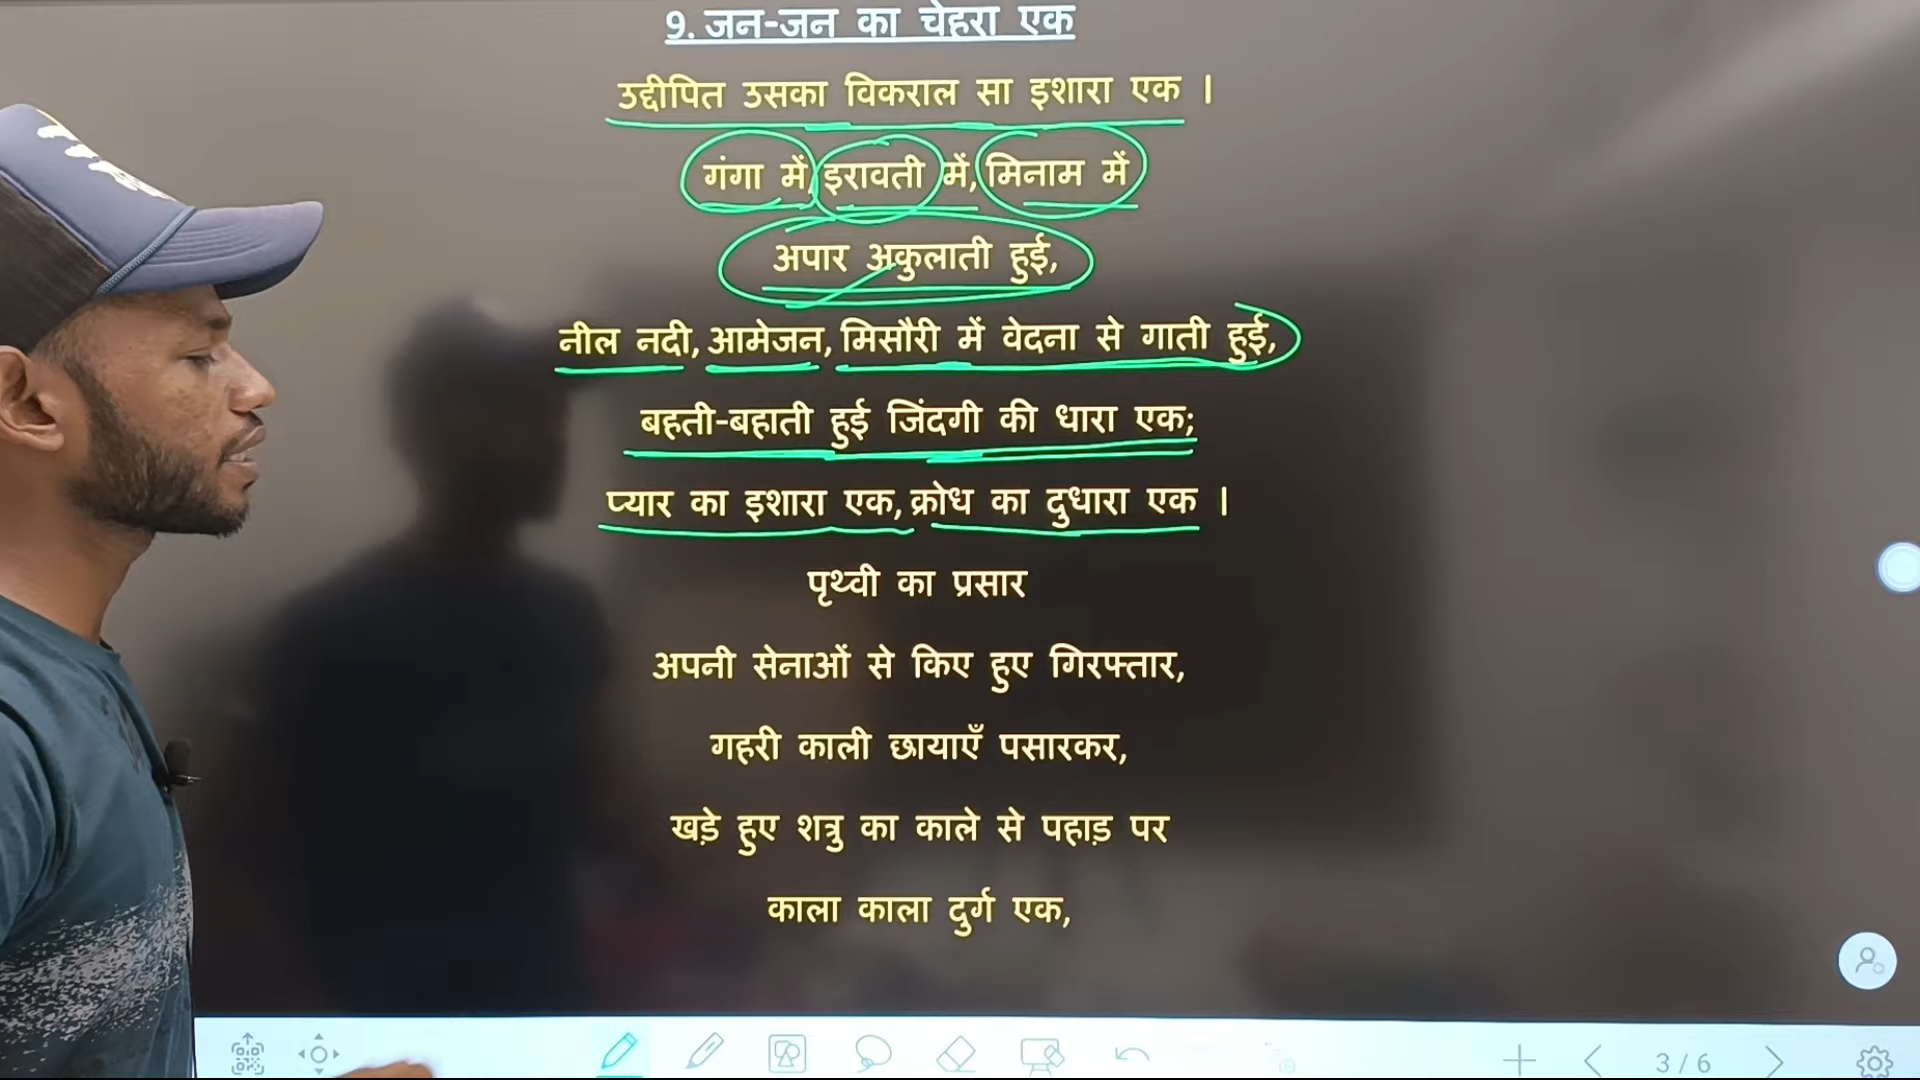 9. जन-जन का चेहरा एक
उद्दीपित उसका विकराल सा इशारा एक ।
गंगा में, इरावती में, मिनाम में
अपार अकुलाती हुई,
नील नदी, आमेजन, मिसौरी में वेदना से गाती हुई,
बहती-बहाती हुई जिंदगी की धारा एक;
प्यार का इशारा एक, क्रोध का दुधारा एक ।
पृथ्वी का प्रसार
अपनी सेनाओं से किए हुए गिरफ्तार,
गहरी काली छायाएँ पसारकर,
खड़े हुए शत्रु का काले से पहाड़ पर
काला काला दुर्ग एक,
3 / 6